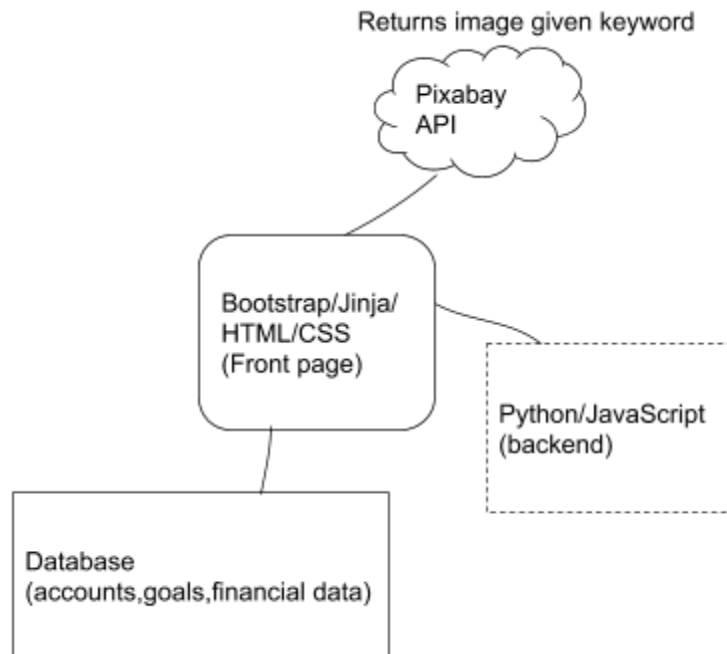 Returns image given keyword
Pixabay
API
Bootstrap/Jinja/
HTML/CSS
(Front page)
Python/JavaScript
(backend)
Database
(accounts,goals,financial data)